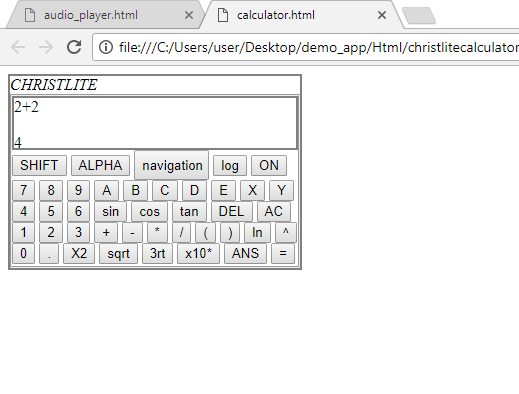 audio_player.html
calculator.html
file:///C:/Users/user/Desktop/demo_app/Html/christlitecalculator
CHRISTLITE
2+2
4
SHIFT ALPHA navigation log ON
7 8 9 A B C D E X Y
4 5 6 sin cos tan DEL AC
1 2 3 + - * / ( ) ln ^
0 . X2 sqrt 3rt x10* ANS =